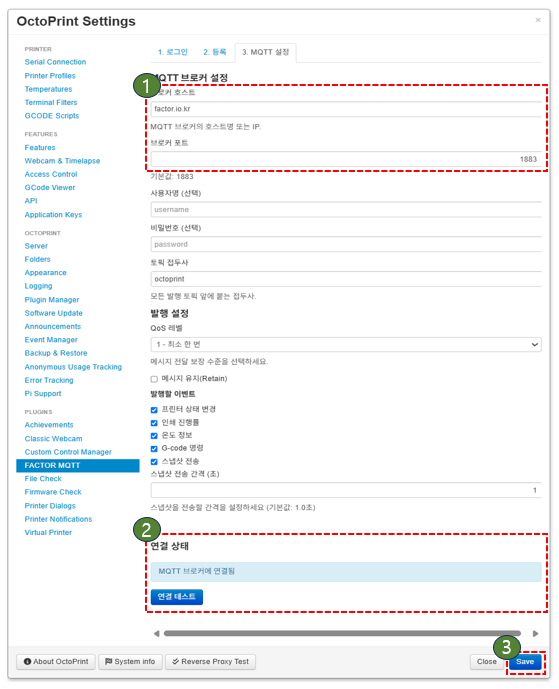 OctoPrint Settings
×
PRINTER
Serial Connection
Printer Profiles
Temperatures
Terminal Filters
GCODE Scripts
FEATURES
Features
Webcam & Timelapse
Access Control
GCode Viewer
API
Application Keys
OCTOPRINT
Server
Folders
Appearance
Logging
Plugin Manager
Software Update
Announcements
Event Manager
Backup & Restore
Anonymous Usage Tracking
Error Tracking
Pi Support
PLUGINS
Achievements
Classic Webcam
Custom Control Manager
FACTOR MQTT
File Check
Firmware Check
Printer Dialogs
Printer Notifications
Virtual Printer
1. 로그인 2. 등록 3. MQTT 설정
MQTT 브로커 설정
1
브로커 호스트
factor.io.kr
MQTT 브로커의 호스트명 또는 IP.
브로커 포트
1883
기본값: 1883
사용자명 (선택)
username
비밀번호 (선택)
password
토픽 접두사
octoprint
모든 발행 토픽 앞에 붙는 접두사.
발행 설정
QoS 레벨
1 - 최소 한 번
메시지 전달 보장 수준을 선택하세요.
메시지 유지(Retain)
발행할 이벤트
프린터 상태 변경
인쇄 진행률
온도 정보
G-code 명령
스냅샷 전송
스냅샷 전송 간격 (초)
1
스냅샷을 전송할 간격을 설정하세요 (기본값: 1.0초)
2
연결 상태
MQTT 브로커에 연결됨
연결 테스트
3
About OctoPrint System info Reverse Proxy Test Close Save